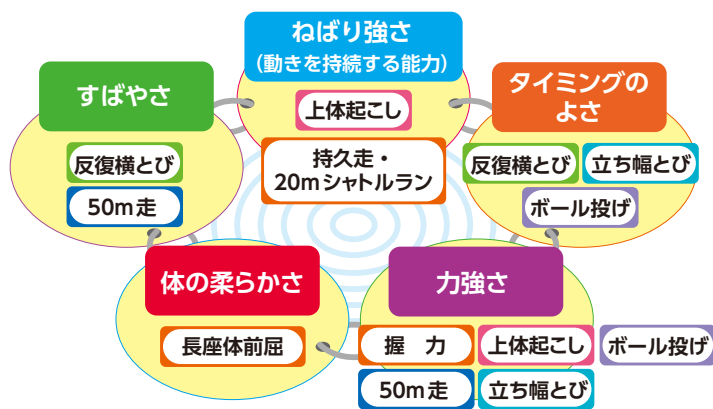 ねばり強さ
(動きを持続する能力)
上体起こし
持久走・
20mシャトルラン
すばやさ
反復横とび
50m走
タイミングの
よさ
反復横とび
立ち幅とび
ボール投げ
体の柔らかさ
長座体前屈
力強さ
握　力
上体起こし
ボール投げ
50m走
立ち幅とび